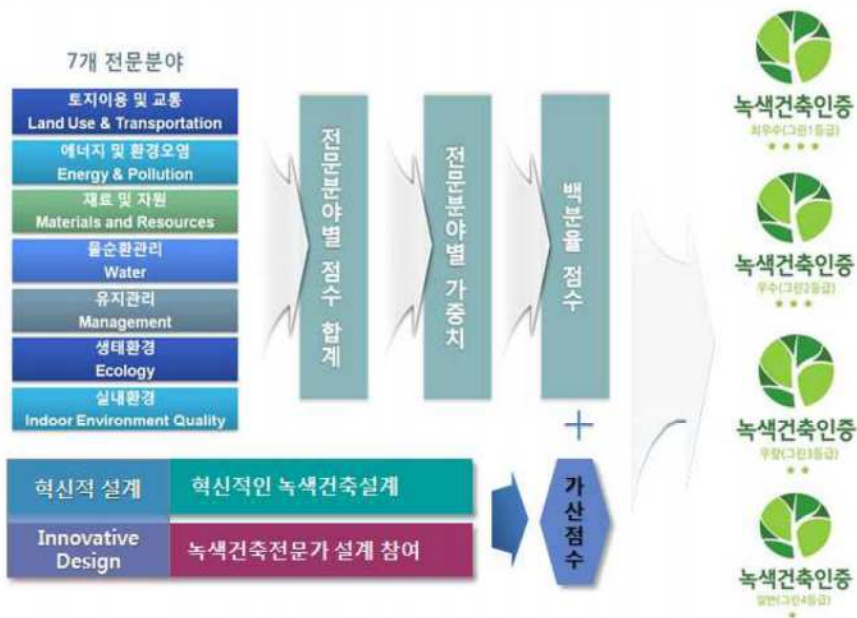 7개 전문분야
토지이용 및 교통
Land Use & Transportation
에너지 및 환경오염
Energy & Pollution
재료 및 자원
Materials and Resources
물순환관리
Water
유지관리
Management
생태환경
Ecology
실내환경
Indoor Environment Quality
전문분야별 점수 합계
전문분야별 가중치
백분율 점수
+
가산점수
혁신적 설계
Innovative
Design
혁신적인 녹색건축설계
녹색건축전문가 설계 참여
녹색건축인증
최우수(그린1등급)
녹색건축인증
우수(그린2등급)
녹색건축인증
우량(그린3등급)
녹색건축인증
일반(그린4등급)